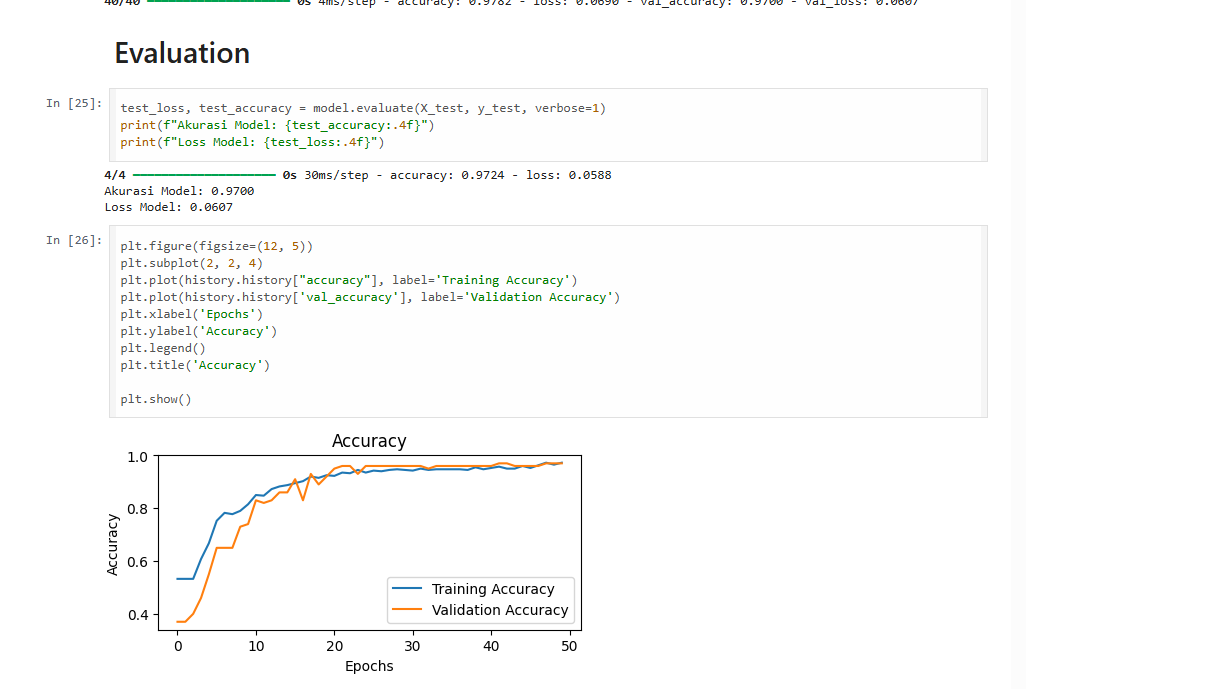 40/40 0s 4ms/step - accuracy: 0.9782 - loss: 0.0690 - val_accuracy: 0.9700 - val_loss: 0.0607
Evaluation
In [25]:
test_loss, test_accuracy = model.evaluate(X_test, y_test, verbose=1)
print(f"Akurasi Model: {test_accuracy:.4f}")
print(f"Loss Model: {test_loss:.4f}")
4/4 0s 30ms/step - accuracy: 0.9724 - loss: 0.0588
Akurasi Model: 0.9700
Loss Model: 0.0607
In [26]:
plt.figure(figsize=(12, 5))
plt.subplot(2, 2, 4)
plt.plot(history.history["accuracy"], label='Training Accuracy')
plt.plot(history.history['val_accuracy'], label='Validation Accuracy')
plt.xlabel('Epochs')
plt.ylabel('Accuracy')
plt.legend()
plt.title('Accuracy')
plt.show()
Accuracy
1.0
0.8
0.6
0.4
Accuracy
Training Accuracy
Validation Accuracy
0 10 20 30 40 50
Epochs